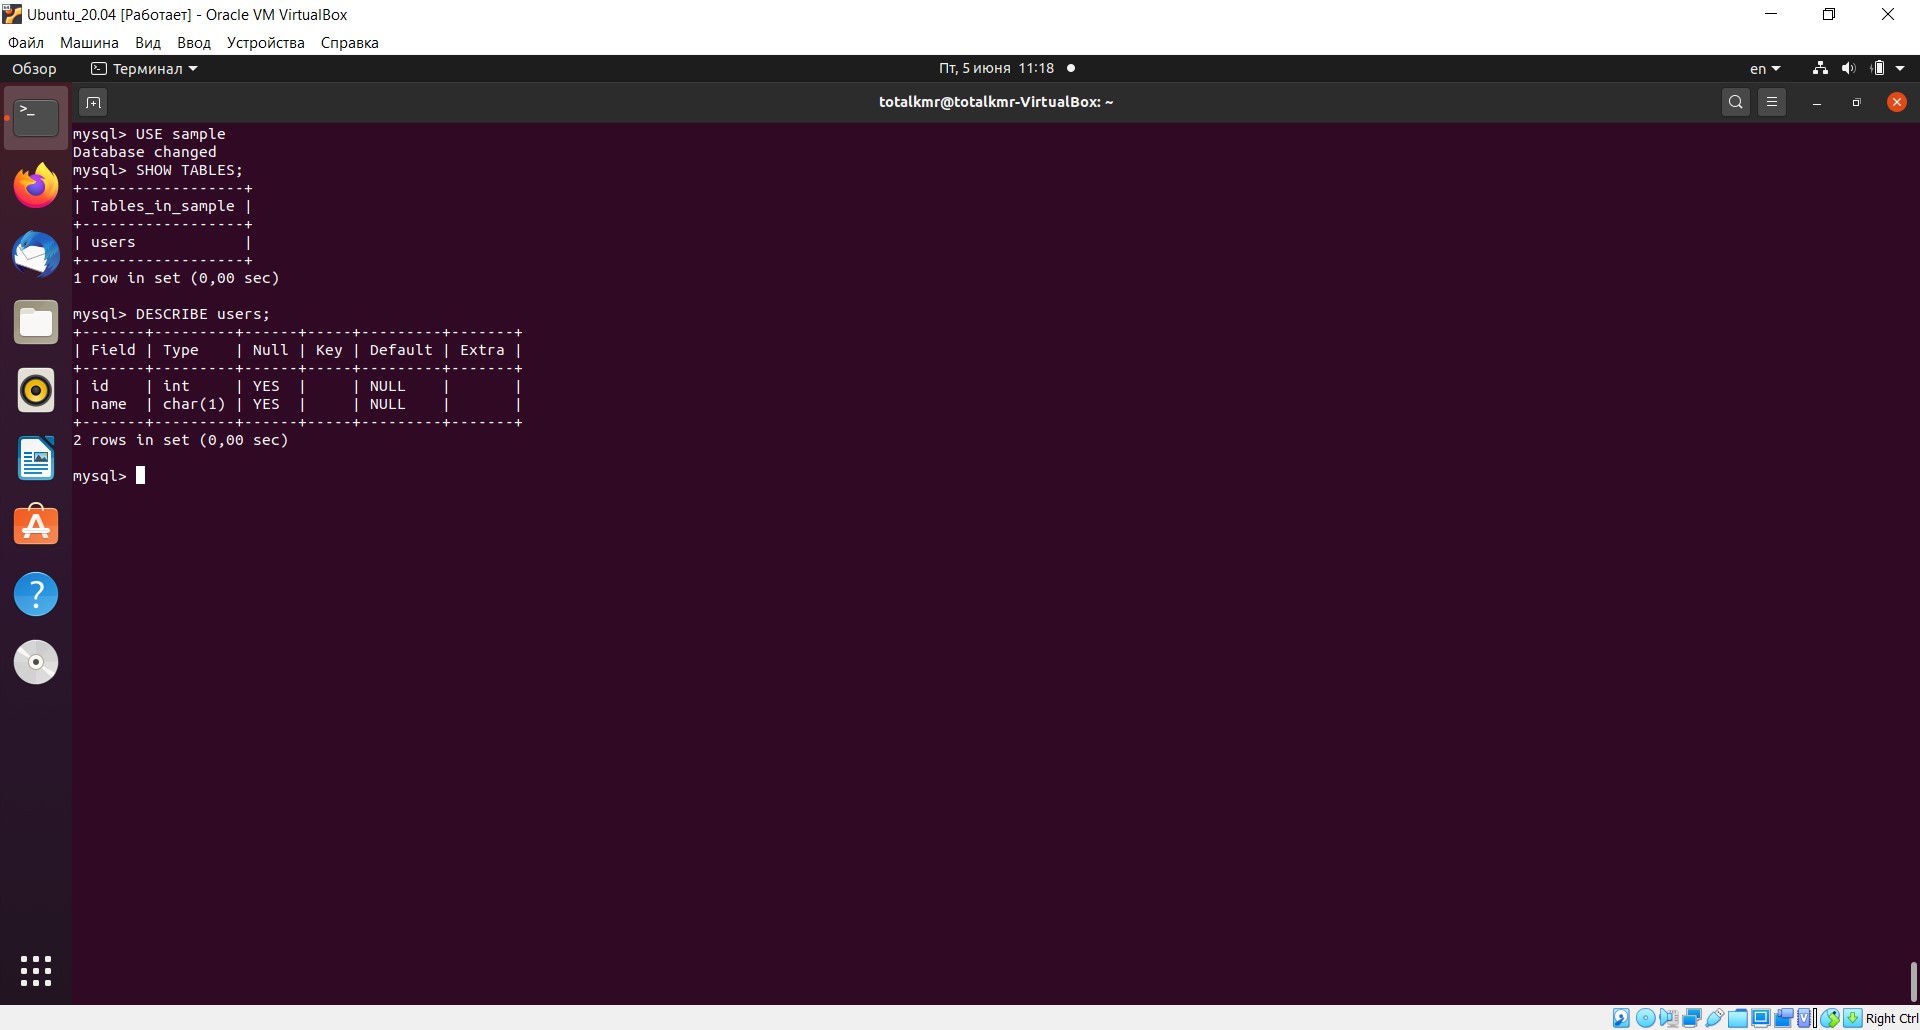 Ubuntu_20.04 [Работает] - Oracle VM VirtualBox
Файл Машина Вид Ввод Устройства Справка
Обзор Терминал Пт, 5 июня 11:18 en
totalkmr@totalkmr-VirtualBox: ~
mysql> USE sample
Database changed
mysql> SHOW TABLES;
+------------------+
| Tables_in_sample |
+------------------+
| users            |
+------------------+
1 row in set (0,00 sec)
mysql> DESCRIBE users;
+-------+---------+------+-----+---------+-------+
| Field | Type    | Null | Key | Default | Extra |
+-------+---------+------+-----+---------+-------+
| id    | int     | YES  |     | NULL    |       |
| name  | char(1) | YES  |     | NULL    |       |
+-------+---------+------+-----+---------+-------+
2 rows in set (0,00 sec)
mysql>
Right Ctrl